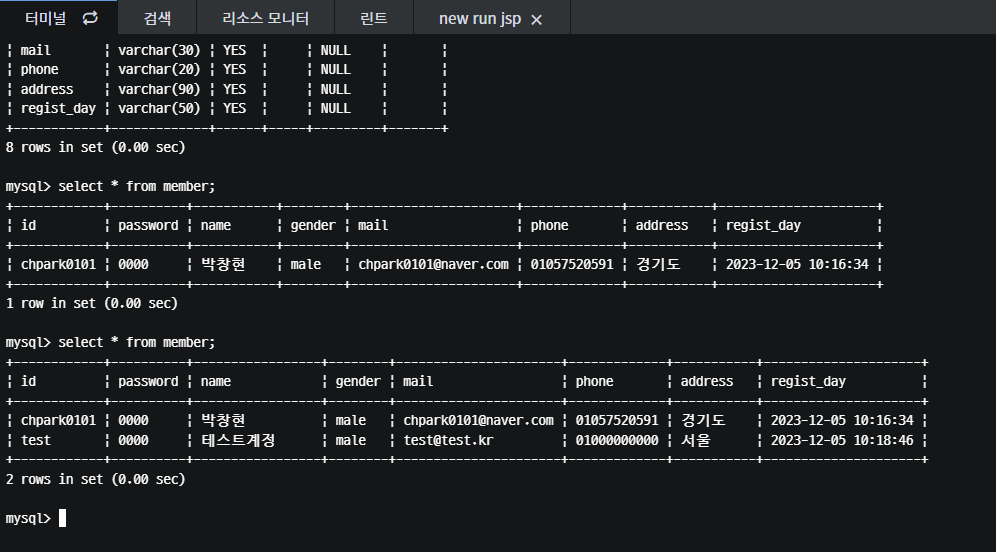 터미널 검색 리소스 모니터 린트 new run jsp ×
¦ mail       ¦ varchar(30) ¦ YES  ¦     ¦ NULL    ¦       ¦
¦ phone      ¦ varchar(20) ¦ YES  ¦     ¦ NULL    ¦       ¦
¦ address    ¦ varchar(90) ¦ YES  ¦     ¦ NULL    ¦       ¦
¦ regist_day ¦ varchar(50) ¦ YES  ¦     ¦ NULL    ¦       ¦
+------------+-------------+------+-----+---------+-------+
8 rows in set (0.00 sec)
mysql> select * from member;
+------------+----------+-----------+--------+----------------------+-------------+-----------+---------------------+
¦ id         ¦ password ¦ name      ¦ gender ¦ mail                 ¦ phone       ¦ address   ¦ regist_day          ¦
+------------+----------+-----------+--------+----------------------+-------------+-----------+---------------------+
¦ chpark0101 ¦ 0000     ¦ 박창현    ¦ male   ¦ chpark0101@naver.com ¦ 01057520591 ¦ 경기도    ¦ 2023-12-05 10:16:34 ¦
+------------+----------+-----------+--------+----------------------+-------------+-----------+---------------------+
1 row in set (0.00 sec)
mysql> select * from member;
+------------+----------+-----------------+--------+----------------------+-------------+-----------+---------------------+
¦ id         ¦ password ¦ name            ¦ gender ¦ mail                 ¦ phone       ¦ address   ¦ regist_day          ¦
+------------+----------+-----------------+--------+----------------------+-------------+-----------+---------------------+
¦ chpark0101 ¦ 0000     ¦ 박창현          ¦ male   ¦ chpark0101@naver.com ¦ 01057520591 ¦ 경기도    ¦ 2023-12-05 10:16:34 ¦
¦ test       ¦ 0000     ¦ 테스트계정      ¦ male   ¦ test@test.kr         ¦ 01000000000 ¦ 서울      ¦ 2023-12-05 10:18:46 ¦
+------------+----------+-----------------+--------+----------------------+-------------+-----------+---------------------+
2 rows in set (0.00 sec)
mysql>